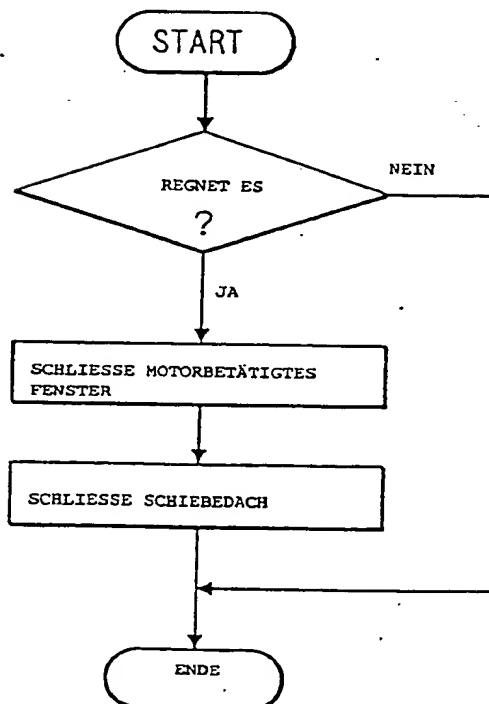 START
REGNET ES
?
NEIN
JA
SCHLIESSE MOTORBETÄTIGTES
FENSTER
SCHLIESSE SCHIEBEDACH
ENDE